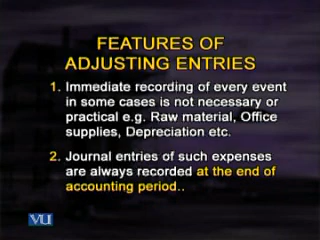 FEATURES OF
ADJUSTING ENTRIES
1. Immediate recording of every event
in some cases is not necessary or
practical e.g. Raw material, Office
supplies, Depreciation etc.
2. Journal entries of such expenses
are always recorded at the end of
accounting period..
VU